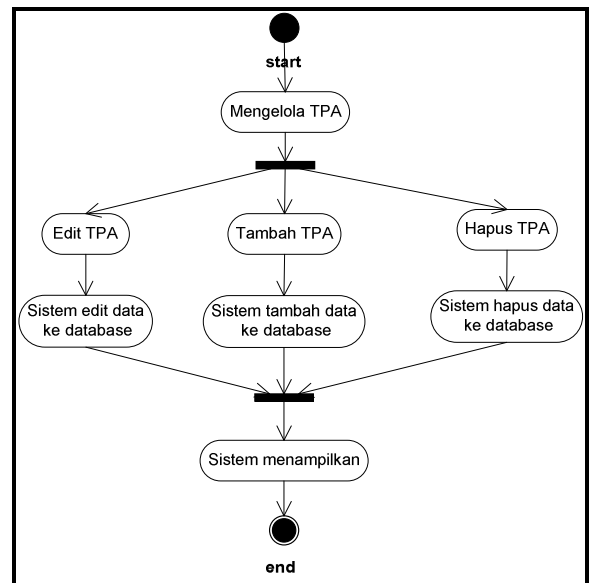 start
Mengelola TPA
Edit TPA
Tambah TPA
Hapus TPA
Sistem edit data
ke database
Sistem tambah data
ke database
Sistem hapus data
ke database
Sistem menampilkan
end